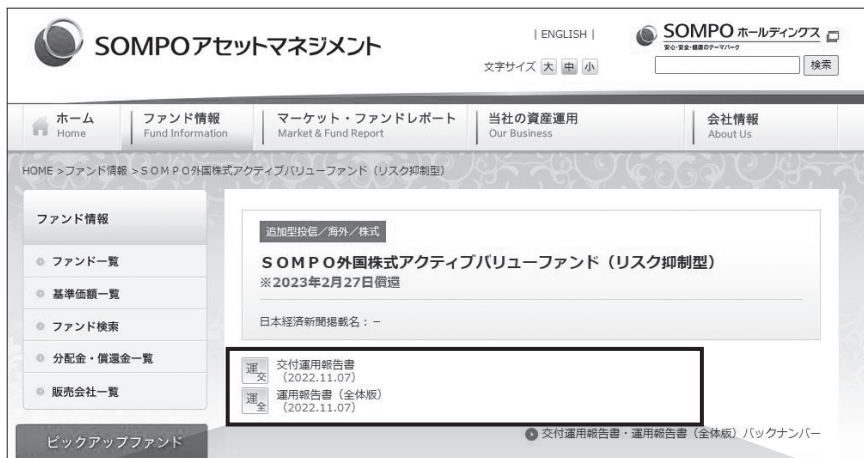 SOMPOアセットマネジメント
| ENGLISH |
SOMPO ホールディングス
安心・安全・健康のテーマパーク
文字サイズ 大 中 小
検索
ホーム
Home
ファンド情報
Fund Information
マーケット・ファンドレポート
Market & Fund Report
当社の資産運用
Our Business
会社情報
About Us
HOME >ファンド情報 >ＳＯＭＰＯ外国株式アクティブバリューファンド（リスク抑制型）
ファンド情報
ファンド一覧
基準価額一覧
ファンド検索
分配金・償還金一覧
販売会社一覧
ピックアップファンド
追加型投信／海外／株式
ＳＯＭＰＯ外国株式アクティブバリューファンド（リスク抑制型）
※2023年2月27日償還
日本経済新聞掲載名：－
運交 交付運用報告書
（2022.11.07）
運全 運用報告書（全体版）
（2022.11.07）
交付運用報告書・運用報告書（全体版）バックナンバー